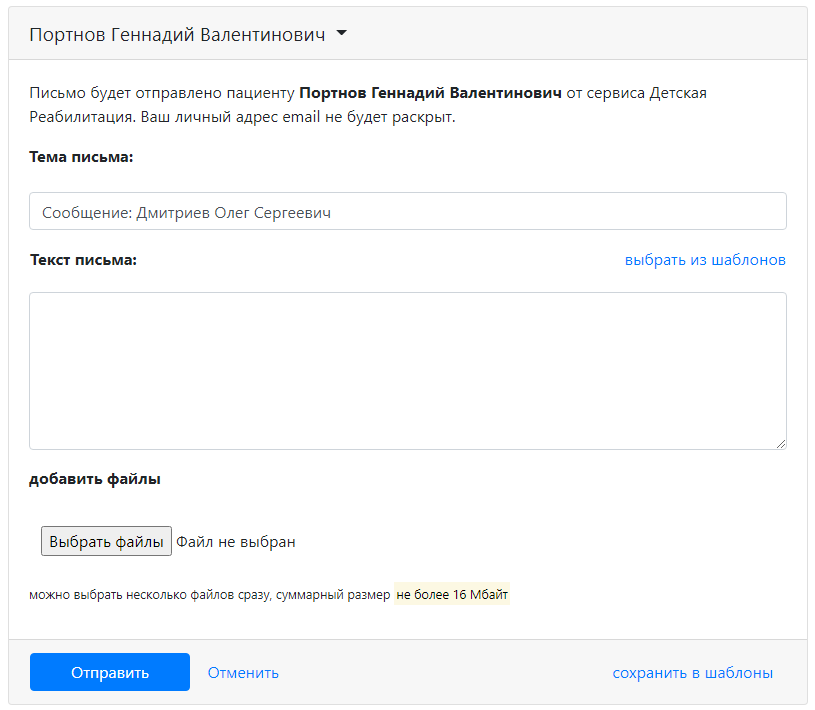 Портнов Геннадий Валентинович
Письмо будет отправлено пациенту Портнов Геннадий Валентинович от сервиса Детская
Реабилитация. Ваш личный адрес email не будет раскрыт.
Тема письма:
Сообщение: Дмитриев Олег Сергеевич
Текст письма: выбрать из шаблонов
добавить файлы
Выбрать файлы Файл не выбран
можно выбрать несколько файлов сразу, суммарный размер не более 16 Мбайт
Отправить Отменить сохранить в шаблоны